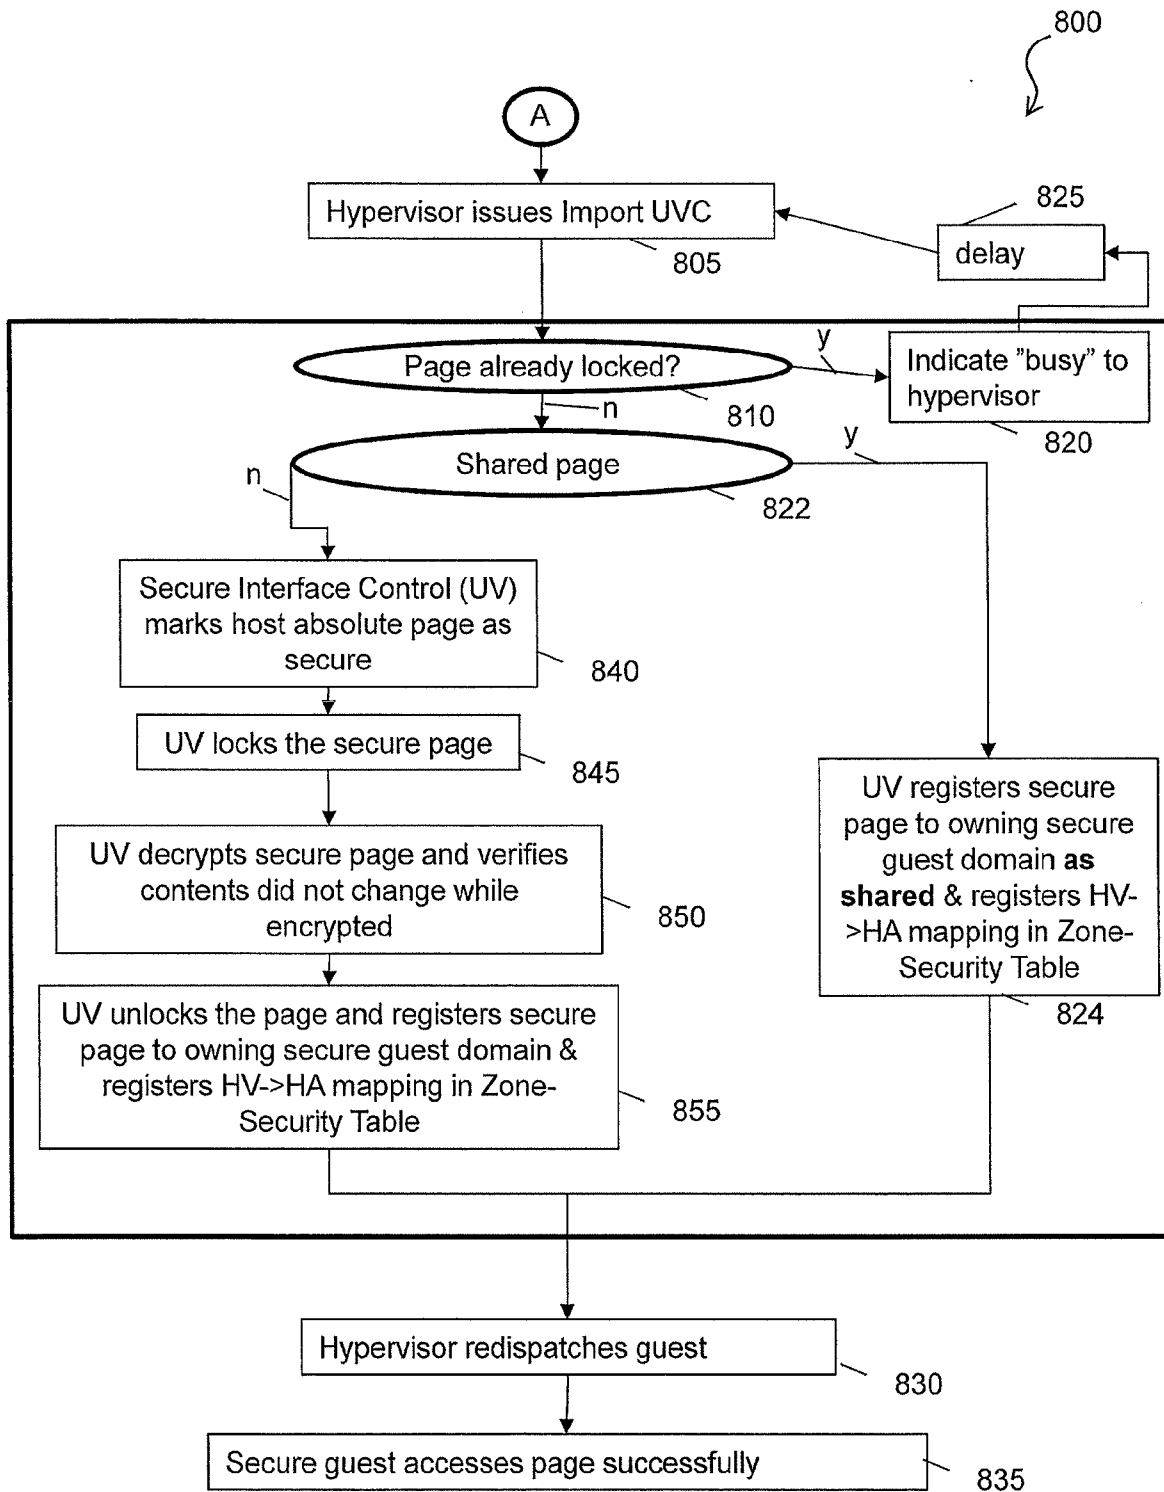 800
A
Hypervisor issues Import UVC
805
825
delay
Page already locked?
810
y
n
Indicate ”busy” to
hypervisor
820
Shared page
822
n
y
Secure Interface Control (UV)
marks host absolute page as
secure
840
UV locks the secure page
845
UV decrypts secure page and verifies
contents did not change while
encrypted
850
UV unlocks the page and registers secure
page to owning secure guest domain &
registers HV->HA mapping in Zone-
Security Table
855
UV registers secure
page to owning secure
guest domain as
shared & registers HV-
>HA mapping in Zone-
Security Table
824
Hypervisor redispatches guest
830
Secure guest accesses page successfully
835